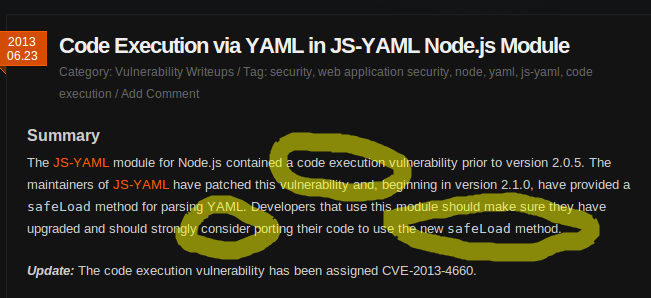 2013
06.23
Code Execution via YAML in JS-YAML Node.js Module
Category: Vulnerability Writeups / Tag: security, web application security, node, yaml, js-yaml, code
execution / Add Comment
Summary
The JS-YAML module for Node.js contained a code execution vulnerability prior to version 2.0.5. The
maintainers of JS-YAML have patched this vulnerability and, beginning in version 2.1.0, have provided a
safeLoad method for parsing YAML. Developers that use this module should make sure they have
upgraded and should strongly consider porting their code to use the new safeLoad method.
Update: The code execution vulnerability has been assigned CVE-2013-4660.